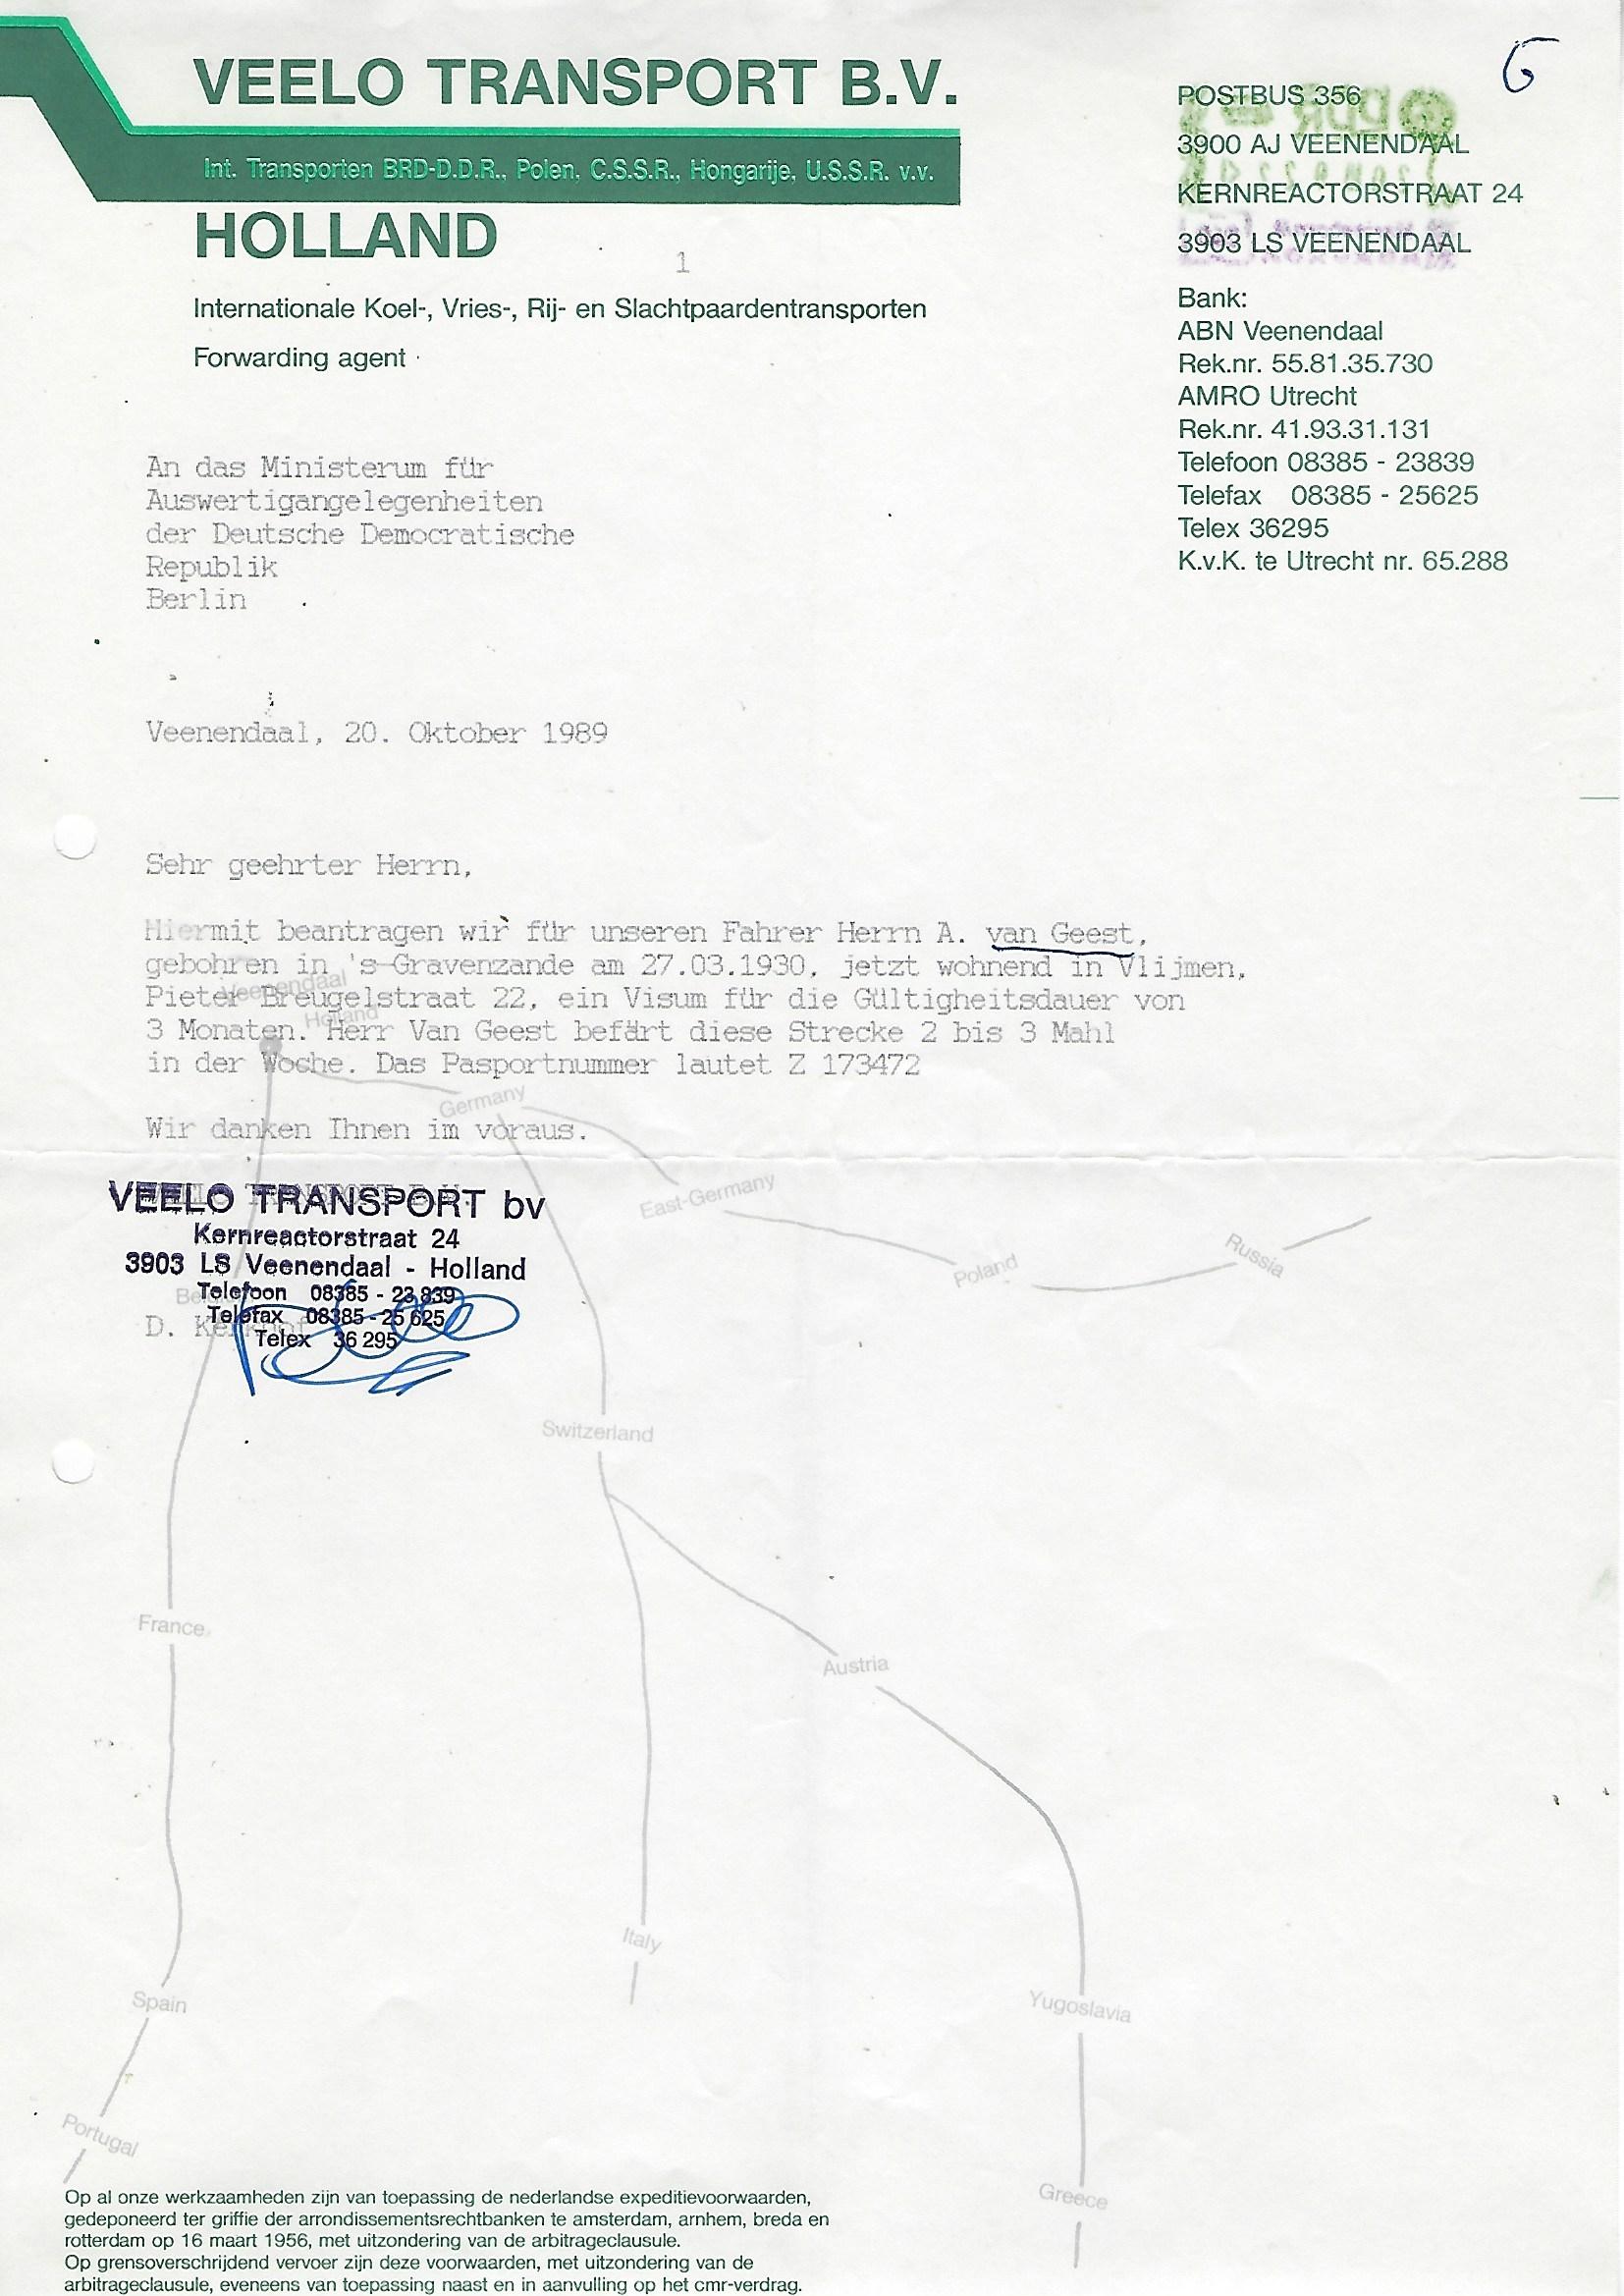 VEELO TRANSPORT B.V.
Int. Transporten BRD-D.D.R., Polen, C.S.S.R., Hongarije, U.S.S.R. v.v.
HOLLAND
1
Internationale Koel-, Vries-, Rij- en Slachtpaardentransporten
Forwarding agent
6
POSTBUS 356
3900 AJ VEENENDAAL
KERNREACTORSTRAAT 24
3903 LS VEENENDAAL
Bank:
ABN Veenendaal
Rek.nr. 55.81.35.730
AMRO Utrecht
Rek.nr. 41.93.31.131
Telefoon 08385 - 23839
Telefax 08385 - 25625
Telex 36295
K.v.K. te Utrecht nr. 65.288
An das Ministerum für
Auswertigangelegenheiten
der Deutsche Democratische
Republik
Berlin
Veenendaal, 20. Oktober 1989
Sehr geehrter Herrn,
Hiermit beantragen wir für unseren Fahrer Herrn A. van Geest,
gebohren in 's-Gravenzande am 27.03.1930, jetzt wohnend in Vlijmen,
Pieter Breugelstraat 22, ein Visum für die Gültigheitsdauer von
3 Monaten. Herr Van Geest befärt diese Strecke 2 bis 3 Mahl
in der Woche. Das Pasportnummer lautet Z 173472
Wir danken Ihnen im voraus.
VEELO TRANSPORT bv
Kernreactorstraat 24
3903 LS Veenendaal - Holland
Telefoon 08385 - 23 839
Telefax 08385 - 25 625
Telex 36 295
D.
Veenendaal
Holland
Germany
East-Germany
Poland
Russia
Switzerland
France
Austria
Italy
Spain
Yugoslavia
Portugal
Greece
Op al onze werkzaamheden zijn van toepassing de nederlandse expeditievoorwaarden,
gedeponeerd ter griffie der arrondissementsrechtbanken te amsterdam, arnhem, breda en
rotterdam op 16 maart 1956, met uitzondering van de arbitrageclausule.
Op grensoverschrijdend vervoer zijn deze voorwaarden, met uitzondering van de
arbitrageclausule, eveneens van toepassing naast en in aanvulling op het cmr-verdrag.